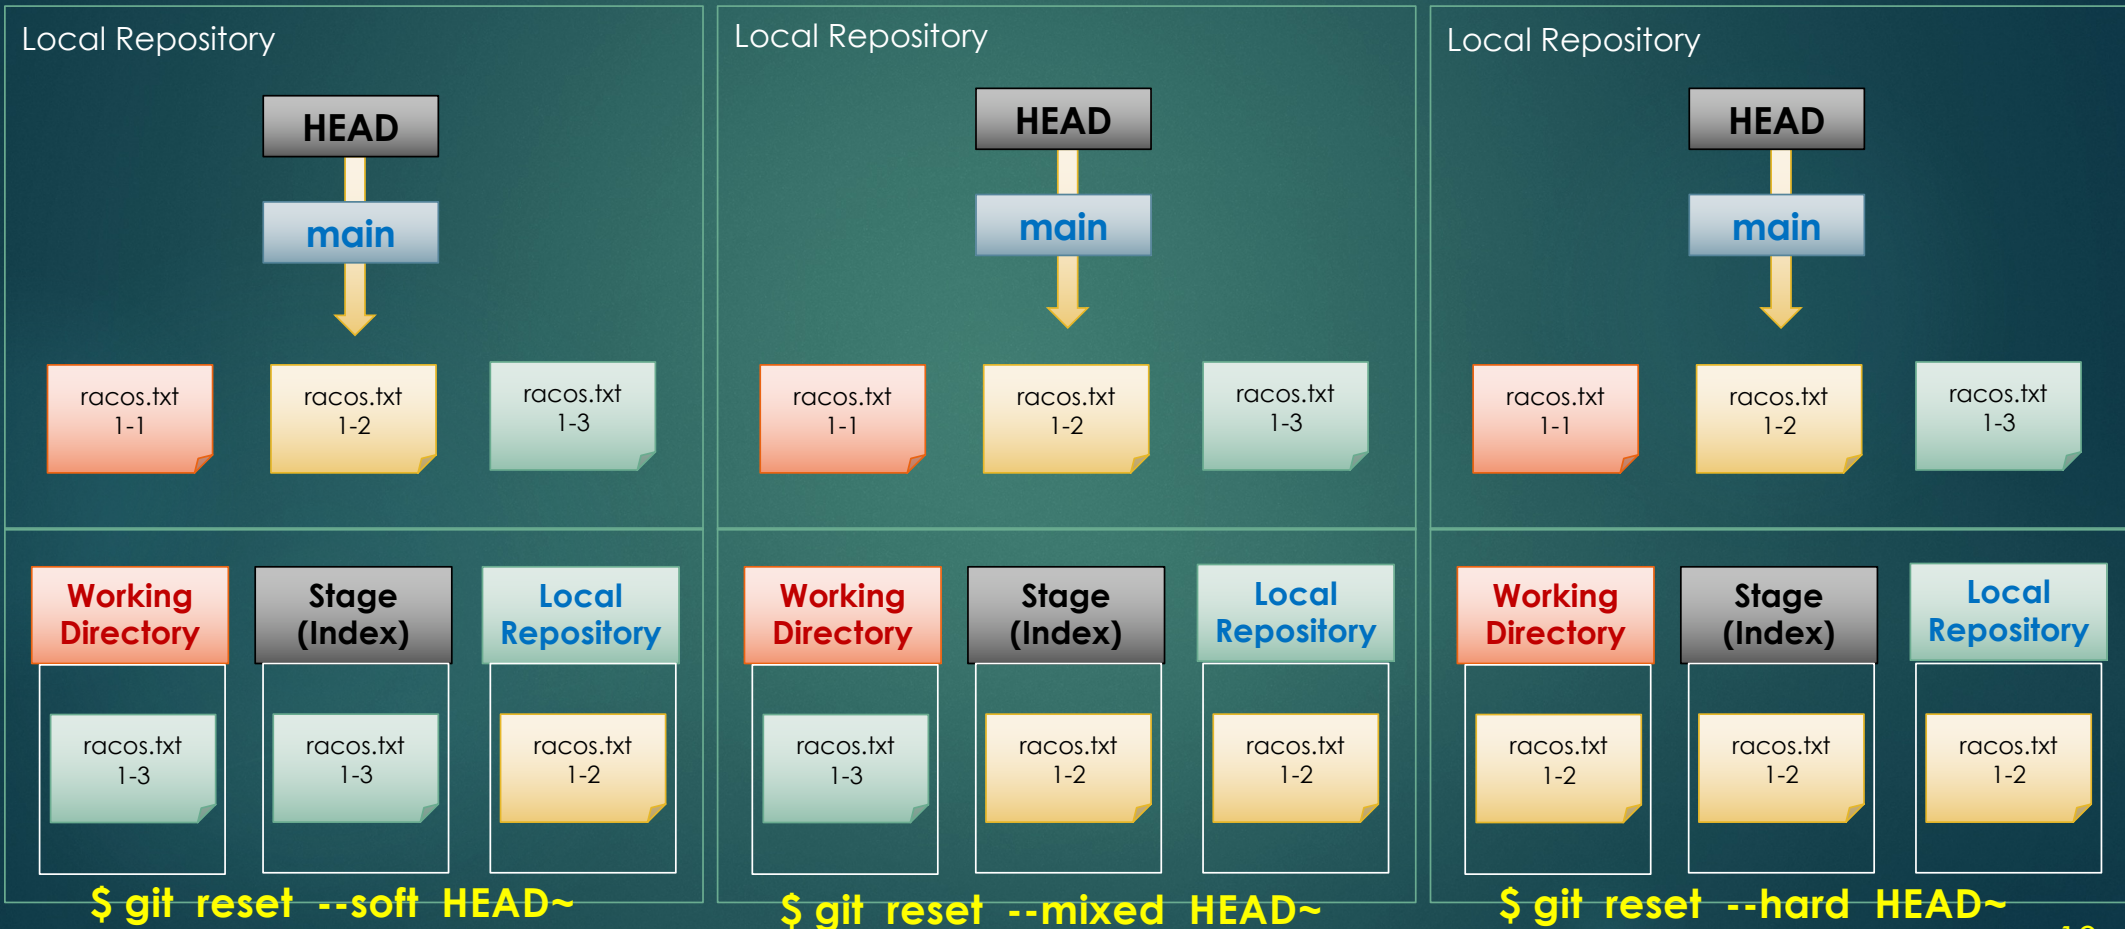 Local Repository
HEAD
main
racos.txt
1-1
racos.txt
1-2
racos.txt
1-3
Working
Directory
Stage
(Index)
Local
Repository
racos.txt
1-3
racos.txt
1-3
racos.txt
1-2
$ git reset --soft HEAD~
Local Repository
HEAD
main
racos.txt
1-1
racos.txt
1-2
racos.txt
1-3
Working
Directory
Stage
(Index)
Local
Repository
racos.txt
1-3
racos.txt
1-2
racos.txt
1-2
$ git reset --mixed HEAD~
Local Repository
HEAD
main
racos.txt
1-1
racos.txt
1-2
racos.txt
1-3
Working
Directory
Stage
(Index)
Local
Repository
racos.txt
1-2
racos.txt
1-2
racos.txt
1-2
$ git reset --hard HEAD~